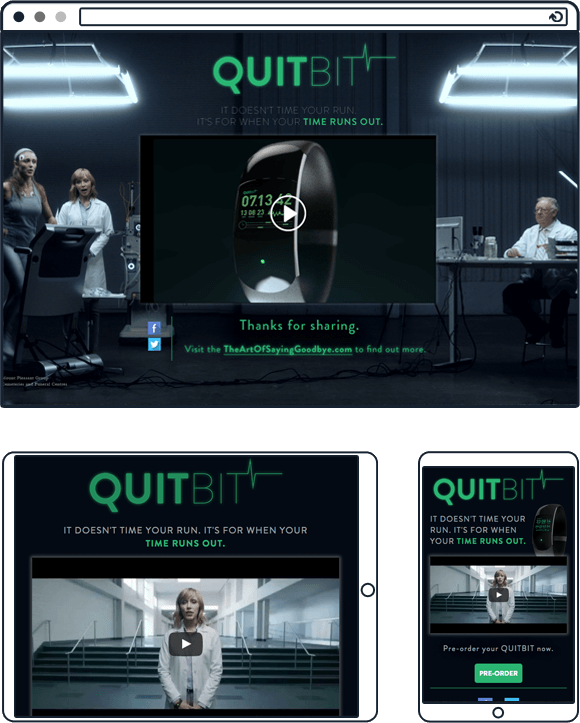 QUITBIT
IT DOESN'T TIME YOUR RUN.
IT'S FOR WHEN YOUR TIME RUNS OUT.
07.13.42
13 08 23
Thanks for sharing.
Visit the TheArtOfSayingGoodbye.com to find out more.
QUITBIT
IT DOESN'T TIME YOUR RUN. IT'S FOR WHEN YOUR
TIME RUNS OUT.
QUITBIT
IT DOESN'T TIME YOUR
RUN. IT'S FOR WHEN
YOUR TIME RUNS OUT.
Pre-order your QUITBIT now.
PRE-ORDER